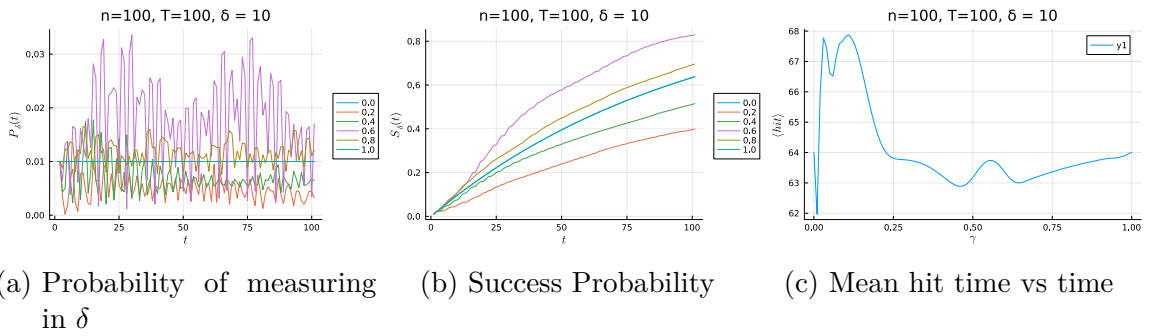 n=100, T=100, δ = 10
0.03
0.02
0.01
0.00
P_δ(t)
0 25 50 75 100
t
0.0
0.2
0.4
0.6
0.8
1.0
n=100, T=100, δ = 10
0.8
0.6
0.4
0.2
0.0
S_δ(t)
0 25 50 75 100
t
0.0
0.2
0.4
0.6
0.8
1.0
n=100, T=100, δ = 10
68
67
66
65
64
63
62
⟨hit⟩
0.00 0.25 0.50 0.75 1.00
γ
y1
a) Probability of measuring
in δ
(b) Success Probability
(c) Mean hit time vs time